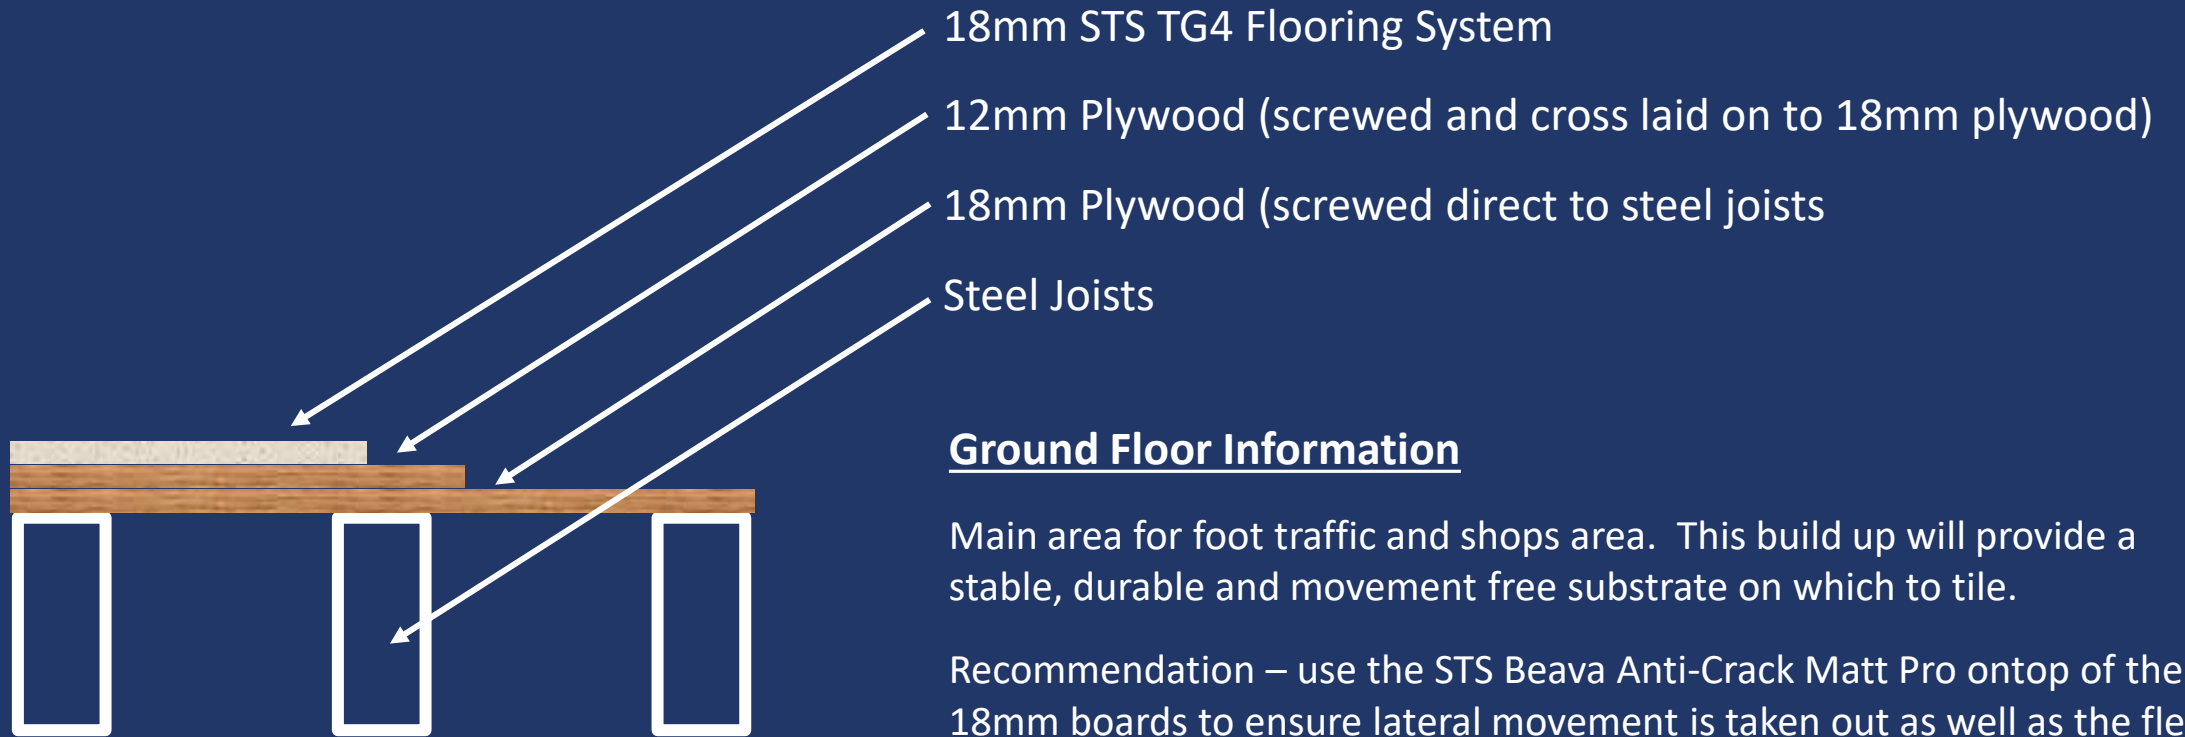 18mm STS TG4 Flooring System
12mm Plywood (screwed and cross laid on to 18mm plywood)
18mm Plywood (screwed direct to steel joists
Steel Joists
Ground Floor Information
Main area for foot traffic and shops area.  This build up will provide a
stable, durable and movement free substrate on which to tile.
Recommendation – use the STS Beava Anti-Crack Matt Pro ontop of the
18mm boards to ensure lateral movement is taken out as well as the